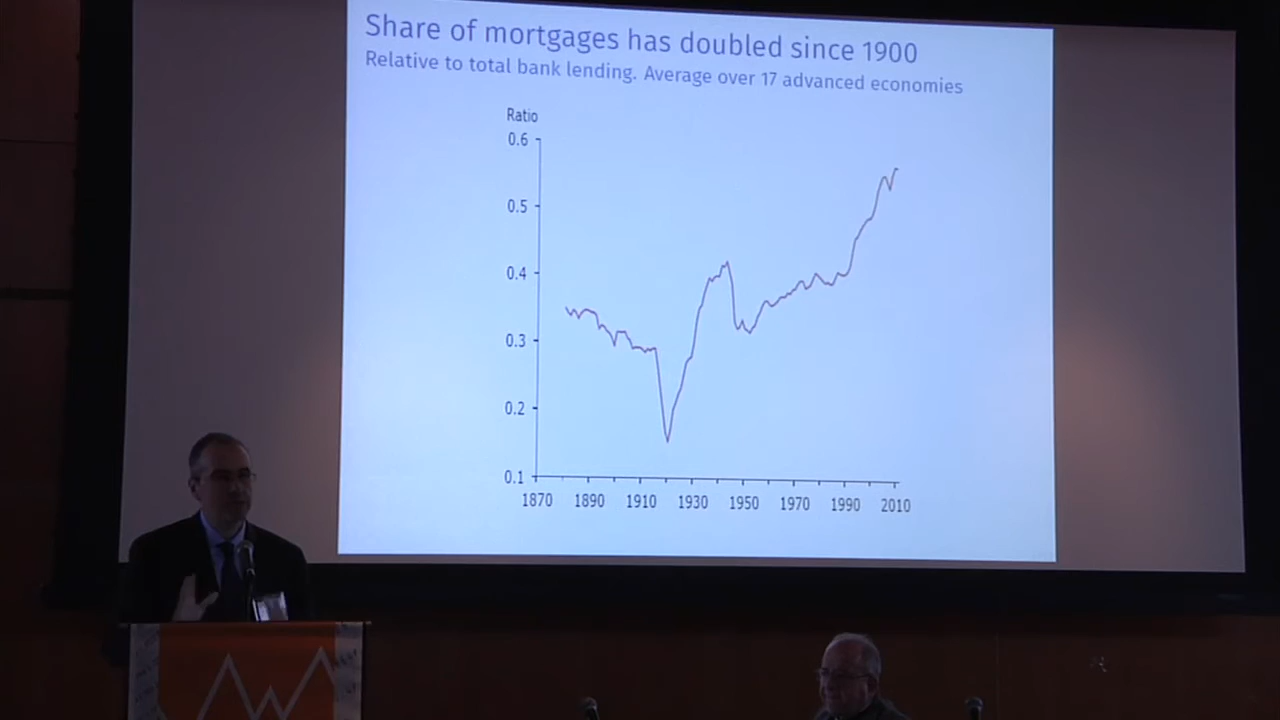 Share of mortgages has doubled since 1900
Relative to total bank lending. Average over 17 advanced economies
Ratio
0.6
0.5
0.4
0.3
0.2
0.1
1870 1890 1910 1930 1950 1970 1990 2010